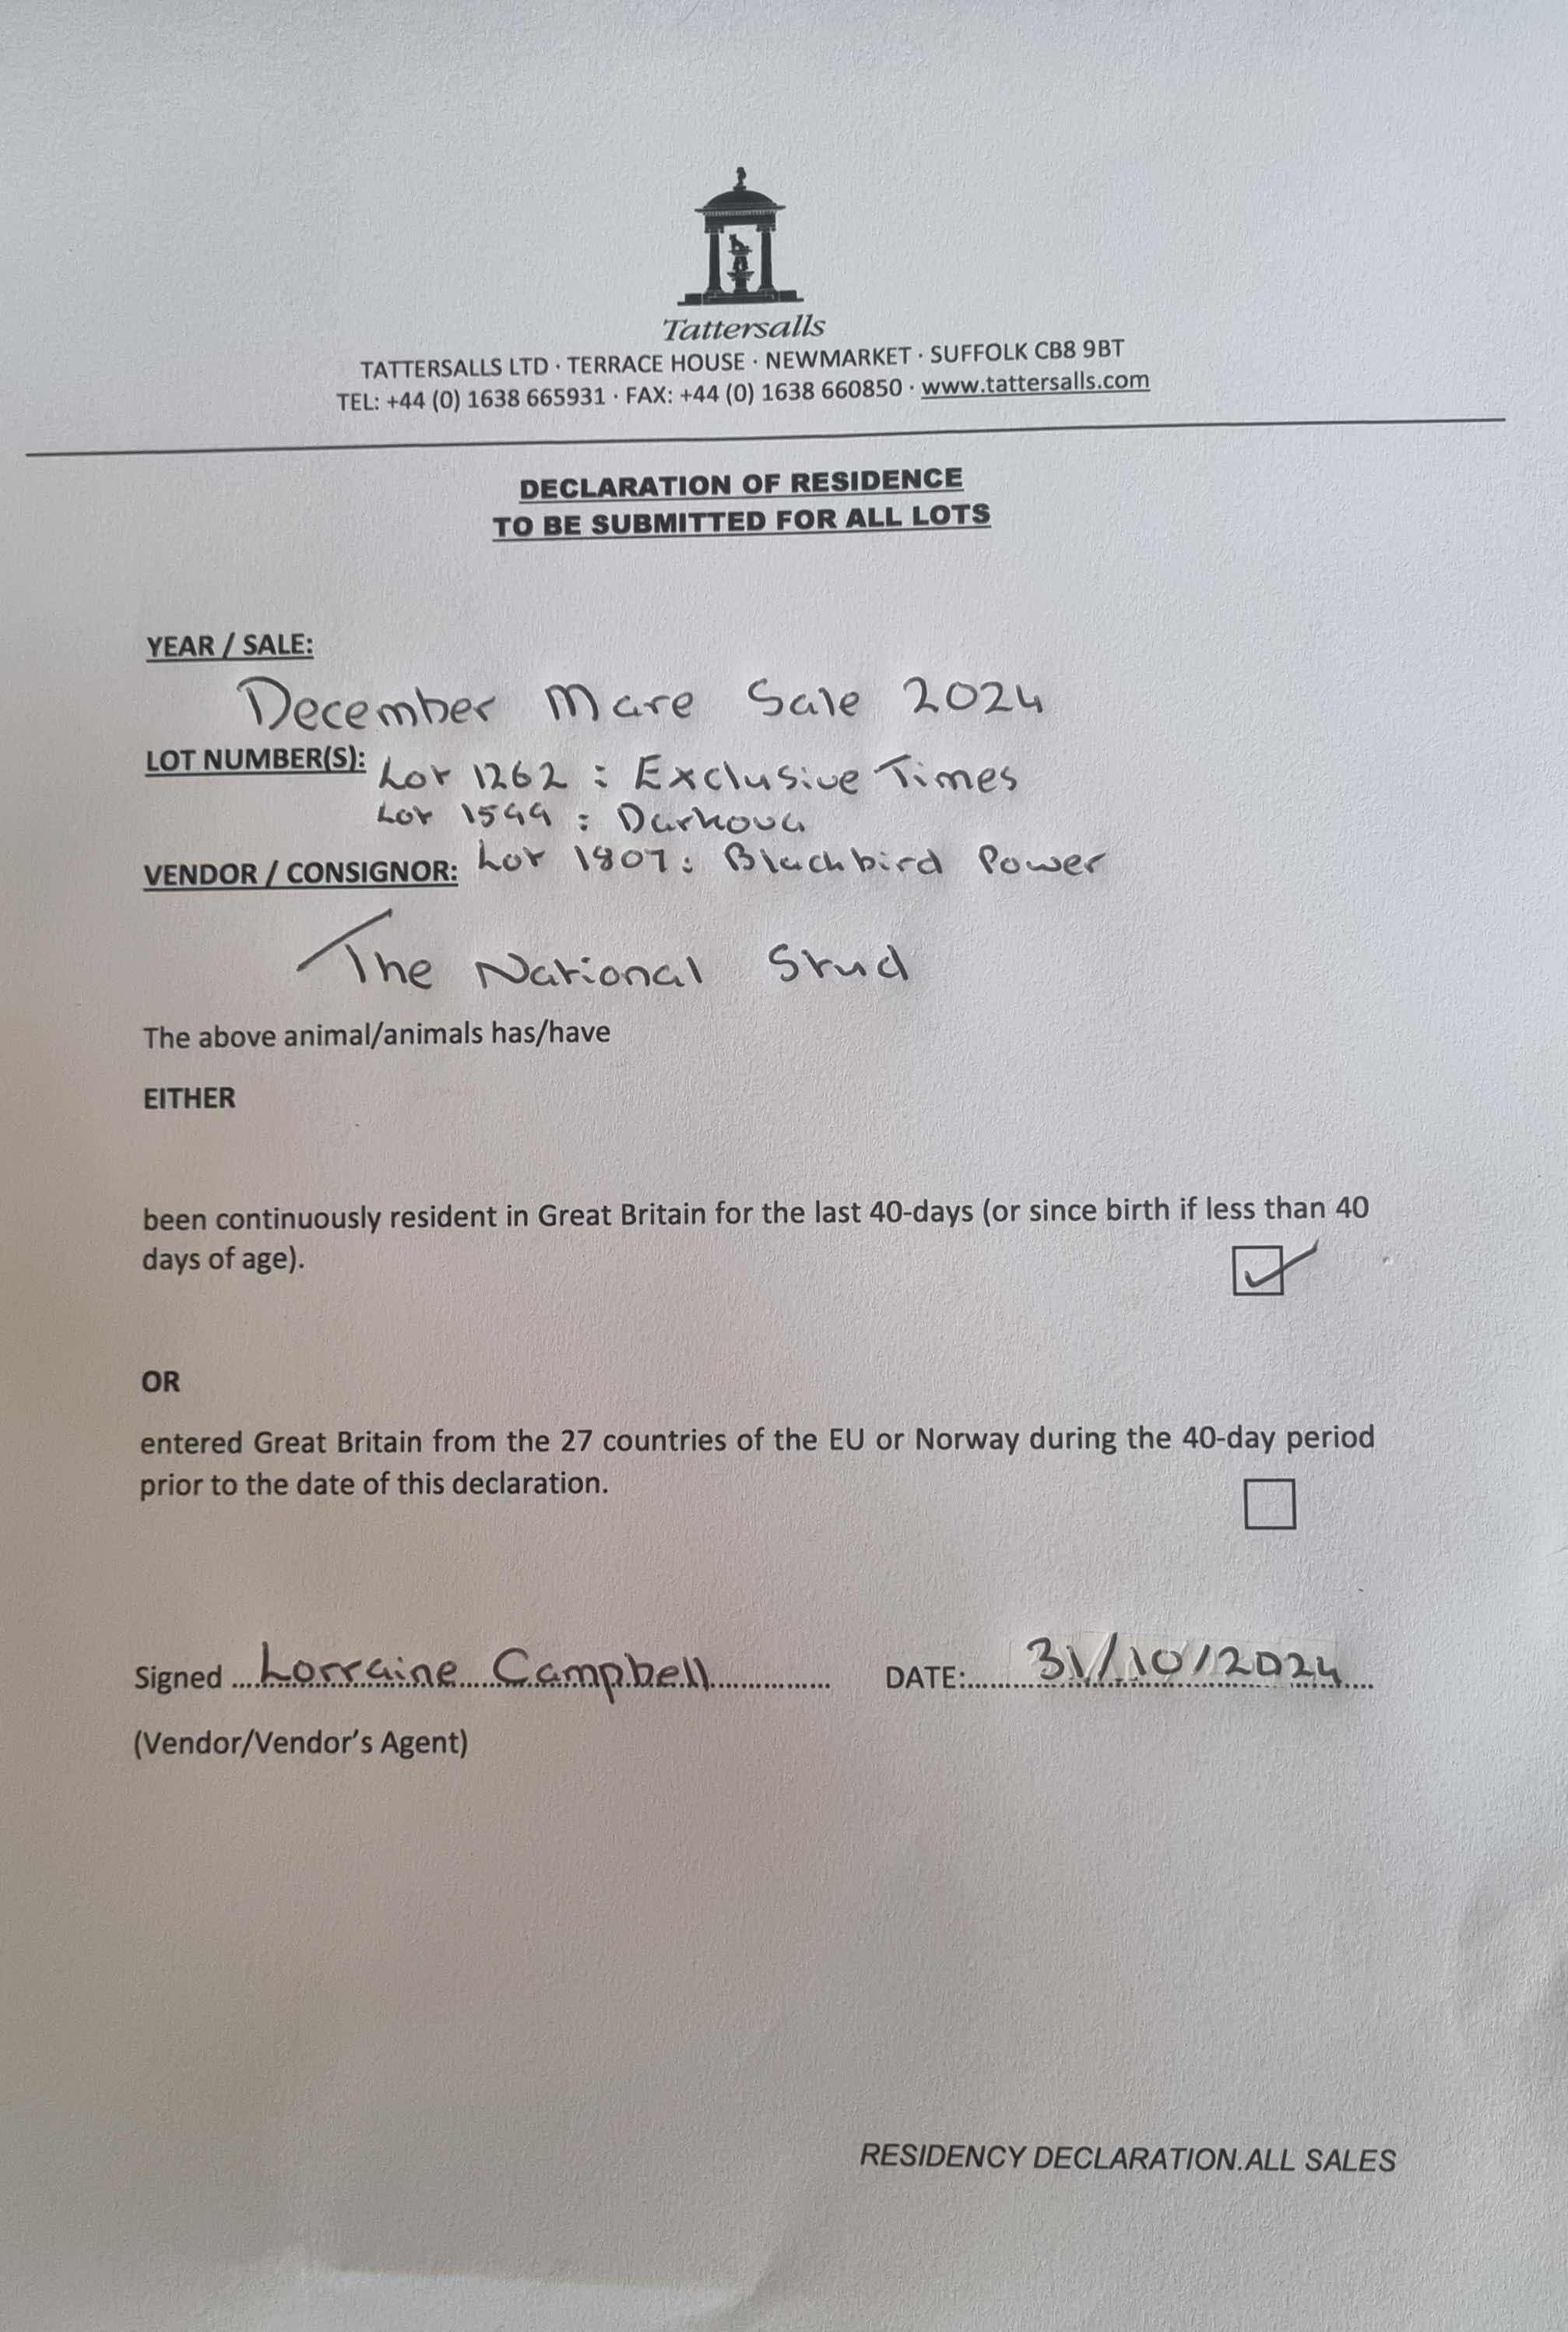 Tattersalls
TATTERSALLS LTD · TERRACE HOUSE · NEWMARKET · SUFFOLK CB8 9BT
TEL: +44 (0) 1638 665931 · FAX: +44 (0) 1638 660850 · www.tattersalls.com
DECLARATION OF RESIDENCE
TO BE SUBMITTED FOR ALL LOTS
YEAR / SALE:
December Mare Sale 2024
LOT NUMBER(S): Lot 1262 : Exclusive Times
Lot 1599 : Darkova
VENDOR / CONSIGNOR: Lot 1807 : Blackbird Power
The National Stud
The above animal/animals has/have
EITHER
been continuously resident in Great Britain for the last 40-days (or since birth if less than 40
days of age).
OR
entered Great Britain from the 27 countries of the EU or Norway during the 40-day period
prior to the date of this declaration.
Signed Lorraine Campbell DATE: 31/10/2024
(Vendor/Vendor's Agent)
RESIDENCY DECLARATION.ALL SALES